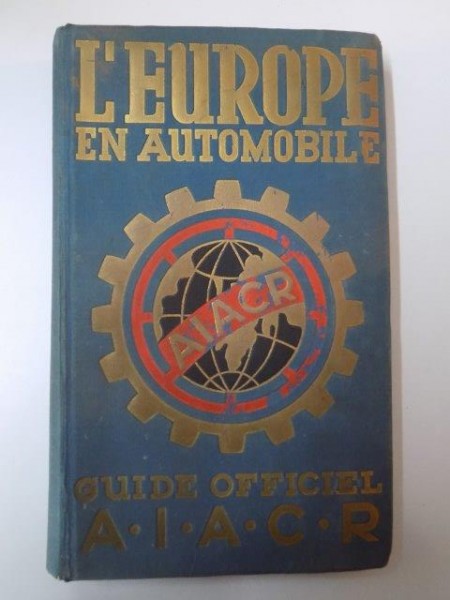 L'EUROPE
EN AUTOMOBILE
AIACR
GUIDE OFFICIEL
A·I·A·C·R